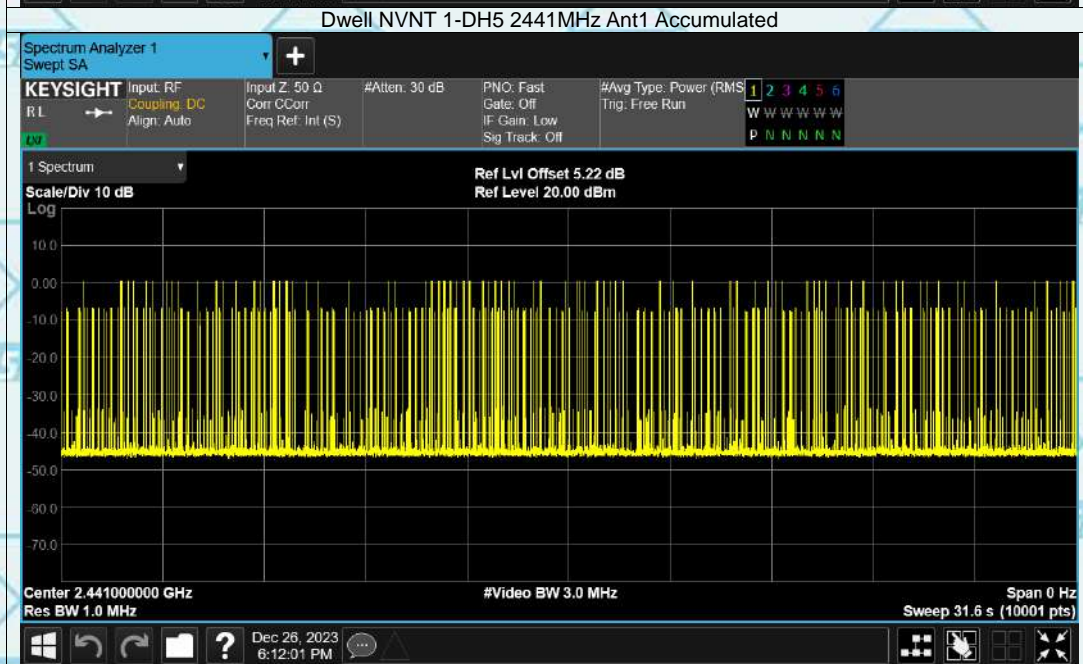 Dwell NVNT 1-DH5 2441MHz Ant1 Accumulated
Spectrum Analyzer 1
Swept SA
+
KEYSIGHT
RL
LXI
Input: RF
Coupling: DC
Align: Auto
Input Z: 50 Ω
Corr CCorr
Freq Ref: Int (S)
#Atten: 30 dB
PNO: Fast
Gate: Off
IF Gain: Low
Sig Track: Off
#Avg Type: Power (RMS
Trig: Free Run
1 2 3 4 5 6
W W W W W W
P N N N N N
1 Spectrum
Scale/Div 10 dB
Log
Ref Lvl Offset 5.22 dB
Ref Level 20.00 dBm
10.0
0.00
-10.0
-20.0
-30.0
-40.0
-50.0
-60.0
-70.0
Center 2.441000000 GHz
Res BW 1.0 MHz
#Video BW 3.0 MHz
Span 0 Hz
Sweep 31.6 s (10001 pts)
?
Dec 26, 2023
6:12:01 PM